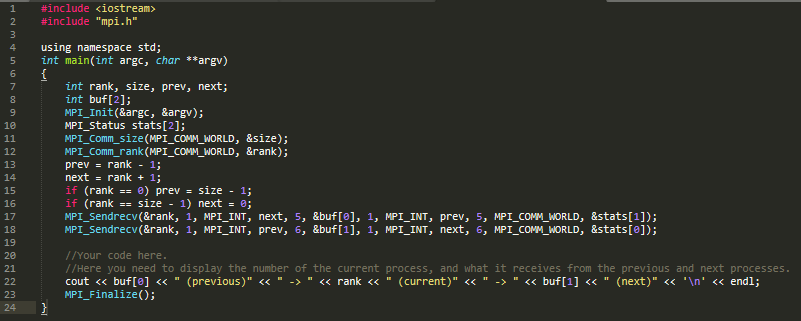 1 #include <iostream>
2 #include "mpi.h"
3
4 using namespace std;
5 int main(int argc, char **argv)
6 {
7 int rank, size, prev, next;
8 int buf[2];
9 MPI_Init(&argc, &argv);
10 MPI_Status stats[2];
11 MPI_Comm_size(MPI_COMM_WORLD, &size);
12 MPI_Comm_rank(MPI_COMM_WORLD, &rank);
13 prev = rank - 1;
14 next = rank + 1;
15 if (rank == 0) prev = size - 1;
16 if (rank == size - 1) next = 0;
17 MPI_Sendrecv(&rank, 1, MPI_INT, next, 5, &buf[0], 1, MPI_INT, prev, 5, MPI_COMM_WORLD, &stats[1]);
18 MPI_Sendrecv(&rank, 1, MPI_INT, prev, 6, &buf[1], 1, MPI_INT, next, 6, MPI_COMM_WORLD, &stats[0]);
19
20 //Your code here.
21 //Here you need to display the number of the current process, and what it receives from the previous and next processes.
22 cout << buf[0] << " (previous)" << " -> " << rank << " (current)" << " -> " << buf[1] << " (next)" << '\n' << endl;
23 MPI_Finalize();
24 }